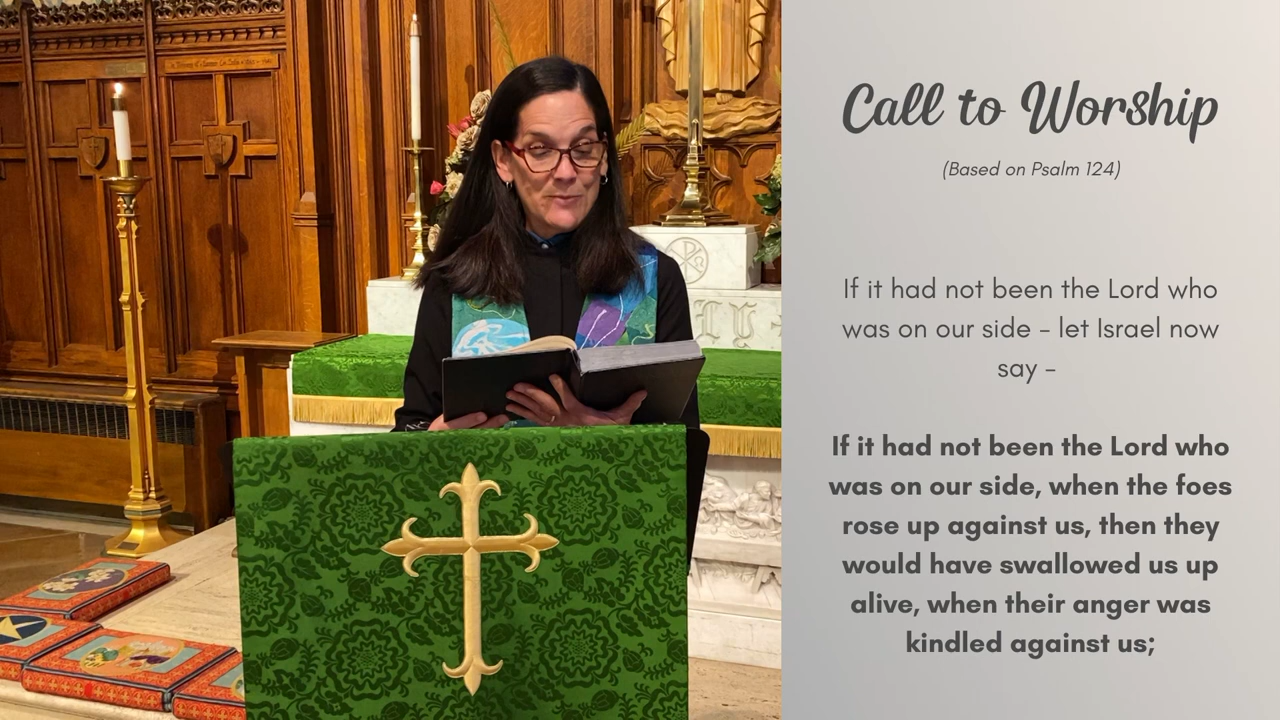 Call to Worship
(Based on Psalm 124)
If it had not been the Lord who
was on our side - let Israel now
say -
If it had not been the Lord who
was on our side, when the foes
rose up against us, then they
would have swallowed us up
alive, when their anger was
kindled against us;